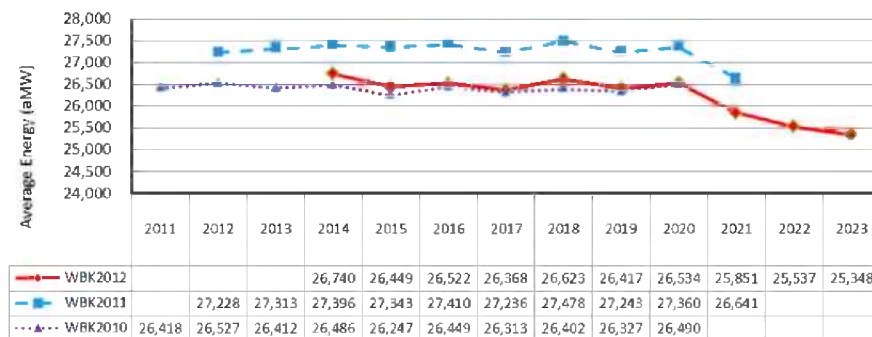 Average Energy (aMW)
28,000
27,500
27,000
26,500
26,000
25,500
25,000
24,500
24,000
2011 2012 2013 2014 2015 2016 2017 2018 2019 2020 2021 2022 2023
WBK2012 26,740 26,449 26,522 26,368 26,623 26,417 26,534 25,851 25,537 25,348
WBK2011 27,228 27,313 27,396 27,343 27,410 27,236 27,478 27,243 27,360 26,641
WBK2010 26,418 26,527 26,412 26,486 26,247 26,449 26,313 26,402 26,327 26,490